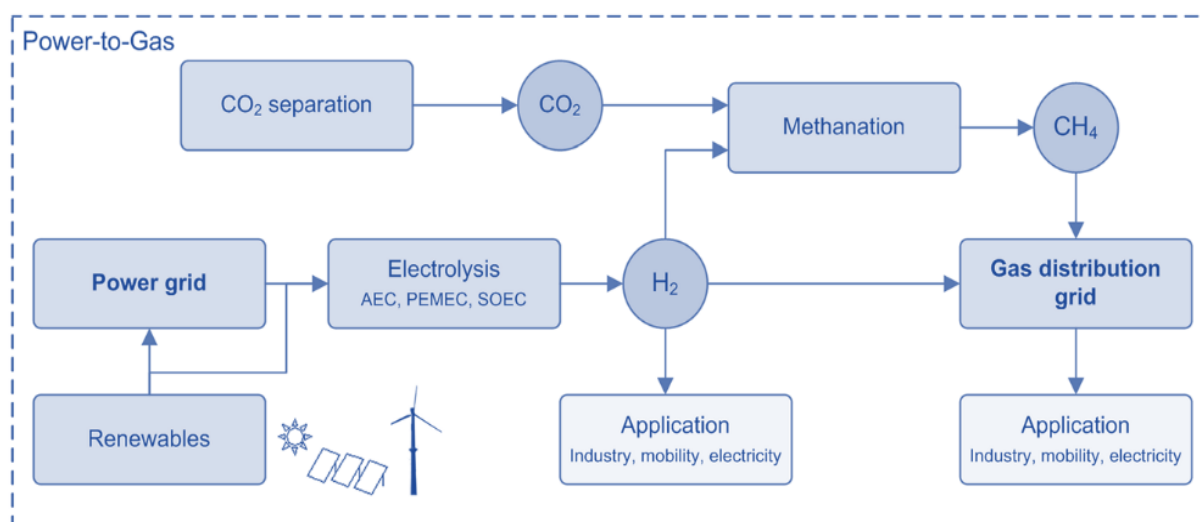 Power-to-Gas
CO₂ separation
CO₂
Methanation
CH₄
Power grid
Electrolysis
AEC, PEMEC, SOEC
H₂
Gas distribution
grid
Renewables
Application
Industry, mobility, electricity
Application
Industry, mobility, electricity